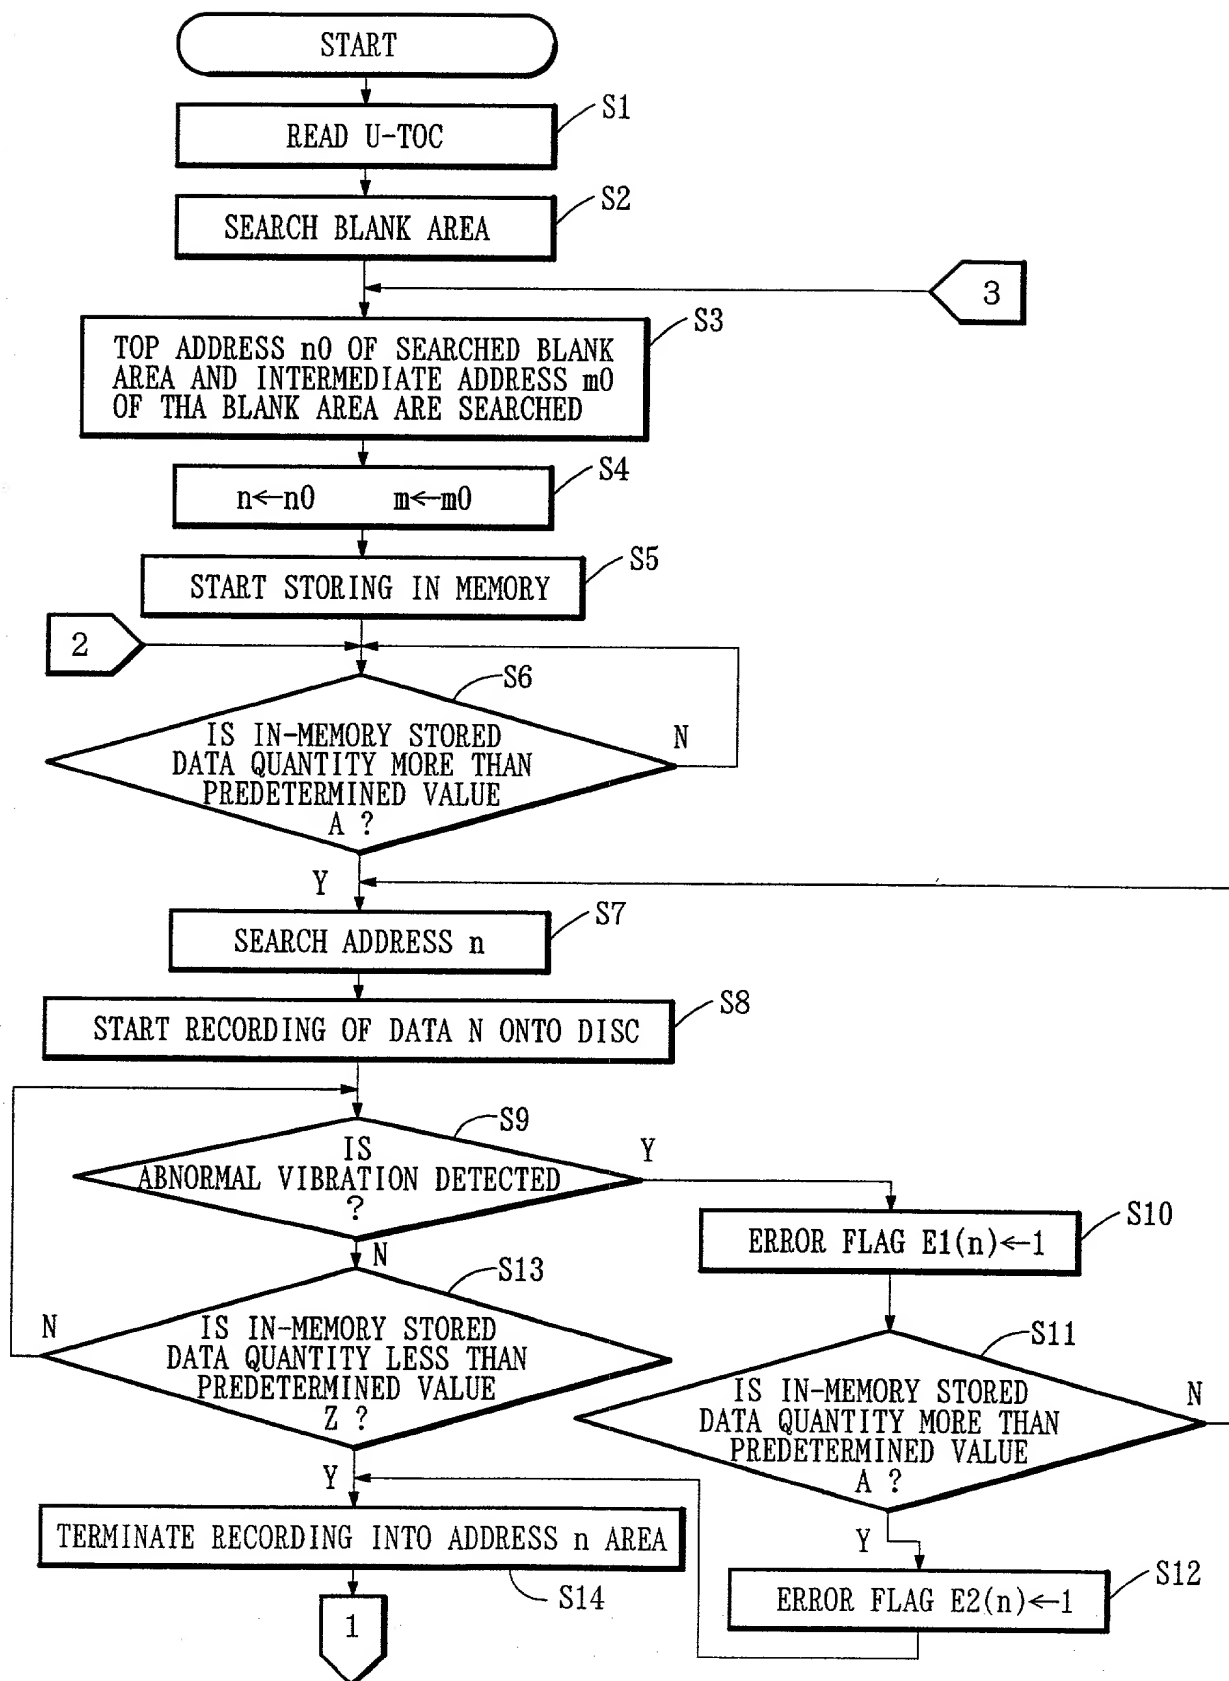 START
S1
READ U-TOC
S2
SEARCH BLANK AREA
3
S3
TOP ADDRESS n0 OF SEARCHED BLANK
AREA AND INTERMEDIATE ADDRESS m0
OF THA BLANK AREA ARE SEARCHED
S4
n←n0 m←m0
S5
START STORING IN MEMORY
2
S6
IS IN-MEMORY STORED
DATA QUANTITY MORE THAN
PREDETERMINED VALUE
A ?
N
Y
S7
SEARCH ADDRESS n
S8
START RECORDING OF DATA N ONTO DISC
S9
IS
ABNORMAL VIBRATION DETECTED
?
Y
N
S10
ERROR FLAG E1(n)←1
S13
IS IN-MEMORY STORED
DATA QUANTITY LESS THAN
PREDETERMINED VALUE
Z ?
N
Y
S11
IS IN-MEMORY STORED
DATA QUANTITY MORE THAN
PREDETERMINED VALUE
A ?
N
Y
TERMINATE RECORDING INTO ADDRESS n AREA
S14
S12
ERROR FLAG E2(n)←1
1